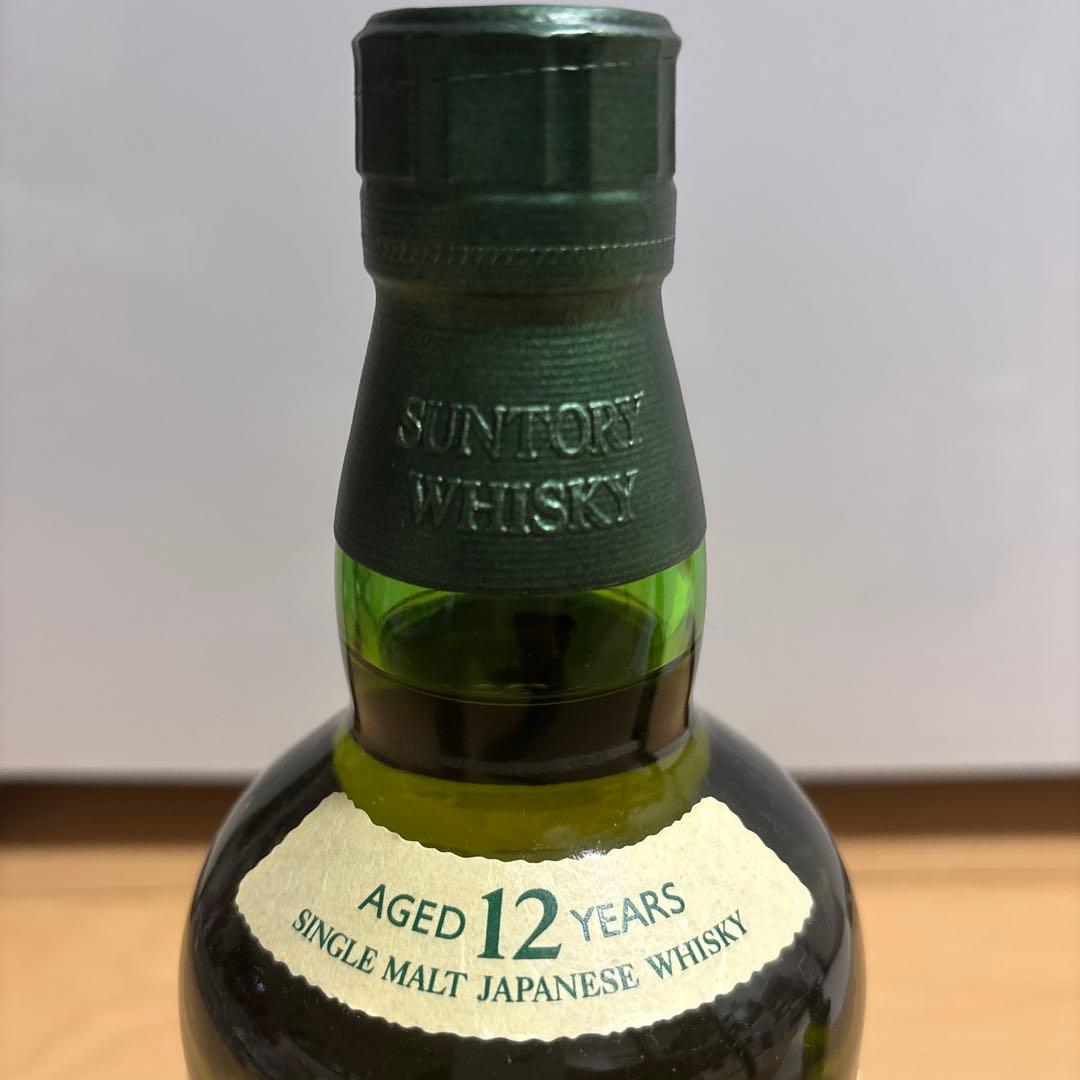 SUNTORY
WHISKY
AGED 12 YEARS
SINGLE MALT JAPANESE WHISKY